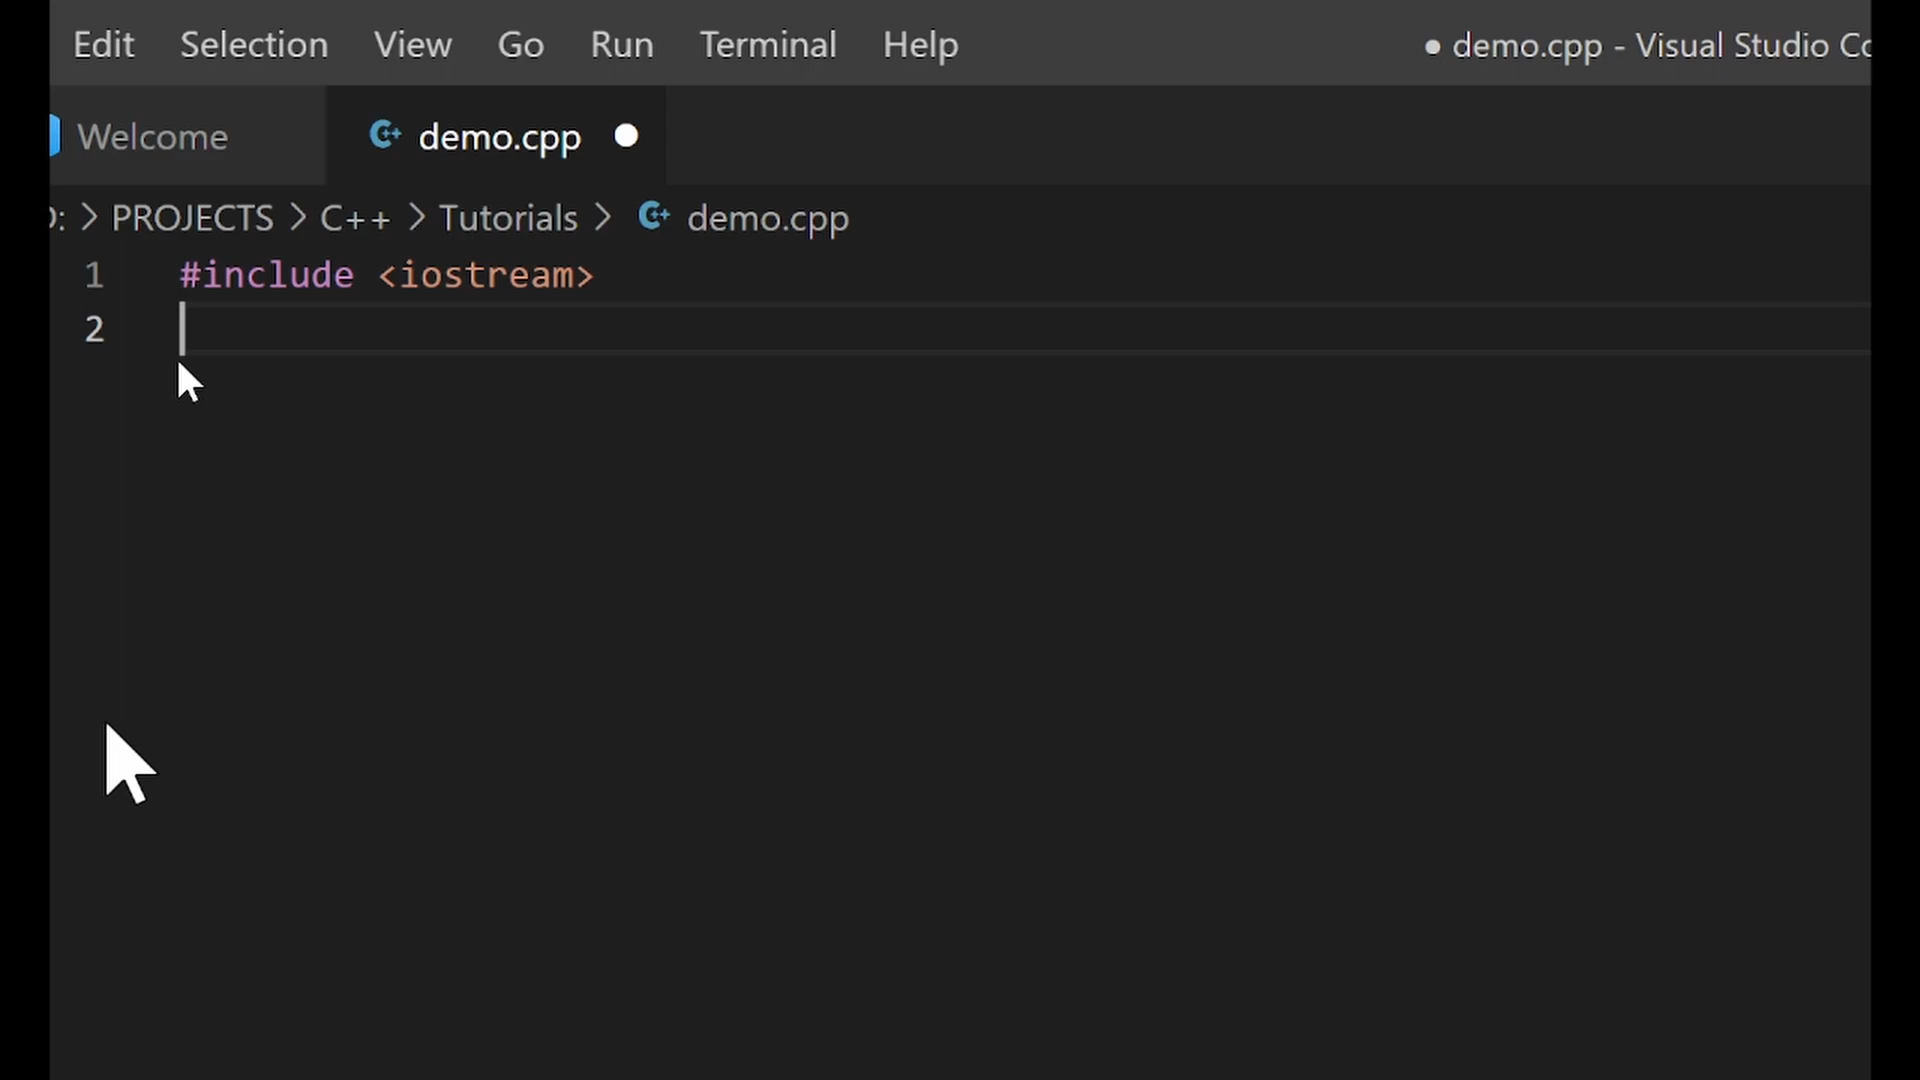 Edit Selection View Go Run Terminal Help ● demo.cpp - Visual Studio
Welcome demo.cpp ●
: > PROJECTS > C++ > Tutorials > demo.cpp
1 #include <iostream>
2